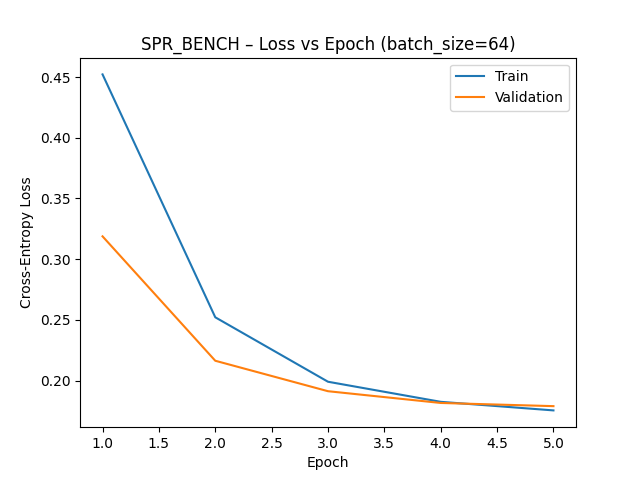 SPR_BENCH – Loss vs Epoch (batch_size=64)
Train
Validation
Cross-Entropy Loss
0.45
0.40
0.35
0.30
0.25
0.20
1.0 1.5 2.0 2.5 3.0 3.5 4.0 4.5 5.0
Epoch